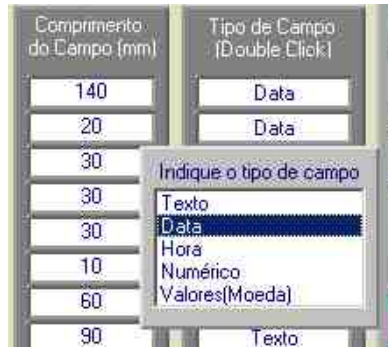 Comprimento do Campo (mm)
Tipo de Campo (Double Click)
140 Data
20 Data
30
30
30
10
60
90 Texto
Indique o tipo de campo
Texto
Data
Hora
Numérico
Valores(Moeda)